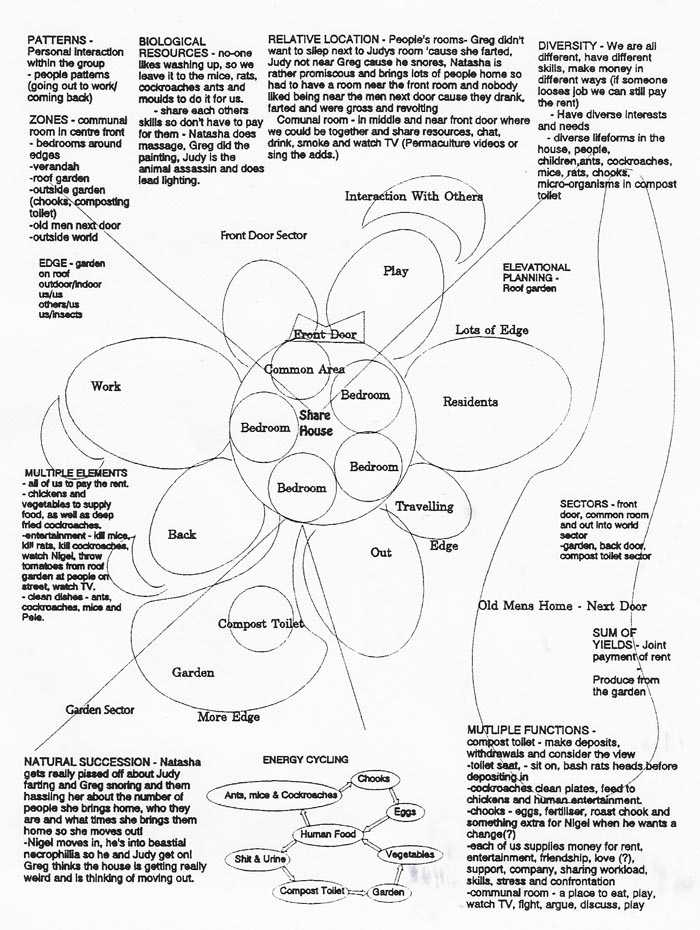 PATTERNS -
Personal interaction
within the group
- people patterns
(going out to work/
coming back)
ZONES - communal
room in centre front
- bedrooms around
edges
-verandah
-roof garden
-outside garden
(chooks, composting
toilet)
-old men next door
-outside world
EDGE - garden
on roof
outdoor/indoor
us/us
others/us
us/insects
BIOLOGICAL
RESOURCES - no-one
likes washing up, so we
leave it to the mice, rats,
cockroaches ants and
moulds to do it for us.
- share each others
skills so don't have to pay
for them - Natasha does
massage, Greg did the
painting, Judy is the
animal assassin and does
lead lighting.
RELATIVE LOCATION - People's rooms- Greg didn't
want to sllep next to Judys room 'cause she farted,
Judy not near Greg cause he snores, Natasha is
rather promiscous and brings lots of people home so
had to have a room near the front room and nobody
liked being near the men next door cause they drank,
farted and were gross and revolting
Comunal room - in middle and near front door where
we could be together and share resources, chat,
drink, smoke and watch TV (Permaculture videos or
sing the adds.)
DIVERSITY - We are all
different, have different
skills, make money in
different ways (if someone
looses job we can still pay
the rent)
- Have diverse interests
and needs
- diverse lifeforms in the
house, people,
children,ants, cockroaches,
mice, rats, chooks,
micro-organisms in compost
toilet
Interaction With Others
Front Door Sector
Play
ELEVATIONAL
PLANNING -
Roof garden
Front Door
Lots of Edge
Common Area
Work
Bedroom
Residents
Share
House
Bedroom
Bedroom
Bedroom
MULTIPLE ELEMENTS
- all of us to pay the rent.
- chickens and
vegetables to supply
food, as well as deep
fried cockroaches.
-entertainment - kill mice,
kill rats, kill cockroaches,
watch Nigel, throw
tomatoes from roof
garden at people on
street, watch TV.
- clean dishes - ants,
cockroaches, mice and
Pele.
Travelling
Back
Out
Edge
SECTORS - front
door, common room
and out into world
sector
-garden, back door,
compost toilet sector
Old Mens Home - Next Door
Compost Toilet
SUM OF
YIELDS - Joint
payment of rent
-
Produce from
the garden
Garden
Garden Sector
More Edge
NATURAL SUCCESSION - Natasha
gets really pissed off about Judy
farting and Greg snoring and them
hassling her about the number of
people she brings home, who they
are and what times she brings them
home so she moves out!
-Nigel moves in, he's into beastial
necrophilia so he and Judy get on!
Greg thinks the house is getting really
weird and is thinking of moving out.
ENERGY CYCLING
Chooks
Ants, mice & Cockroaches
Eggs
Human Food
Shit & Urine
Vegetables
Compost Toilet
Garden
MUTLIPLE FUNCTIONS -
compost toilet - make deposits,
withdrawals and consider the view
-toilet seat, - sit on, bash rats heads before
depositing in
-cockroaches clean plates, feed to
chickens and human entertainment.
-chooks - eggs, fertiliser, roast chook and
something extra for Nigel when he wants a
change(?)
-each of us supplies money for rent,
entertainment, friendship, love (?),
support, company, sharing workload,
skills, stress and confrontation
-communal room - a place to eat, play,
watch TV, fight, argue, discuss, play